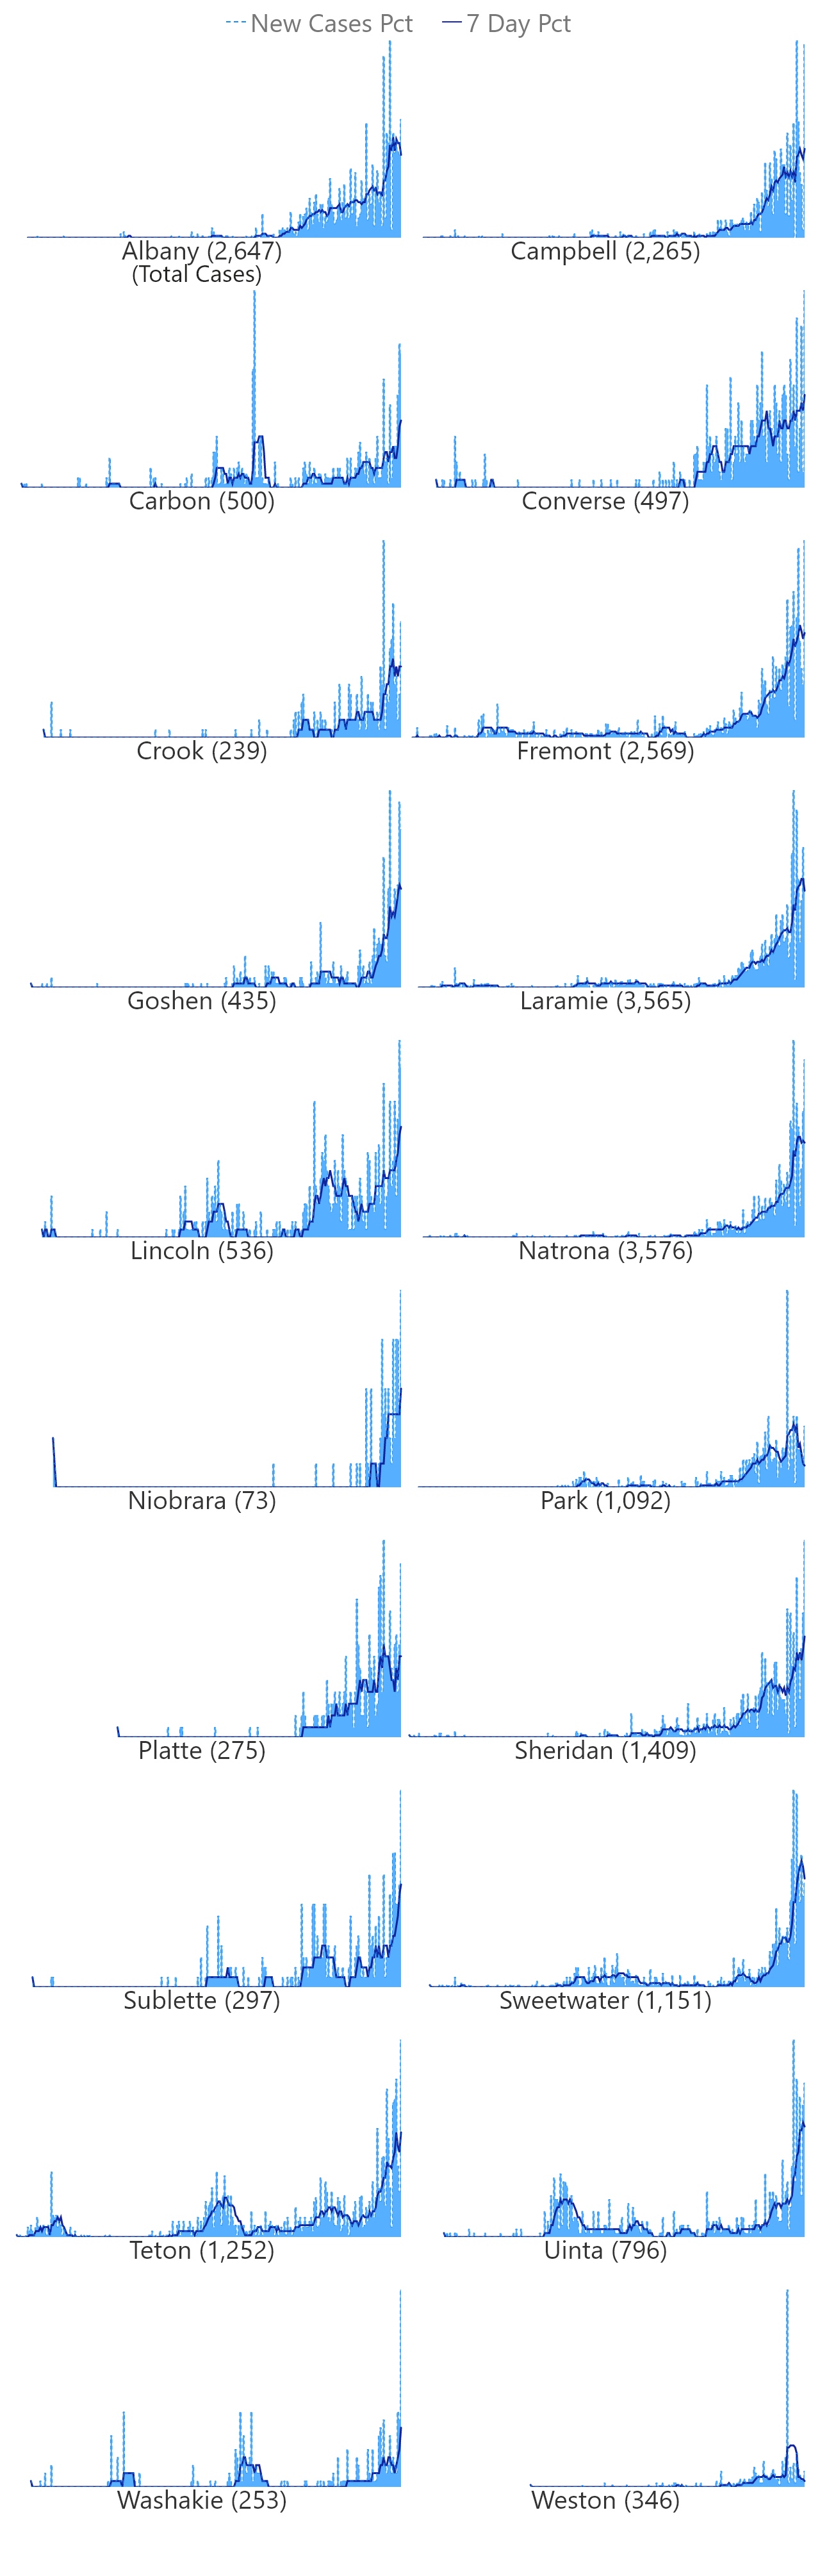 New Cases Pct 7 Day Pct
Albany (2,647) Campbell (2,265)
(Total Cases)
Carbon (500) Converse (497)
Crook (239) Fremont (2,569)
Goshen (435) Laramie (3,565)
Lincoln (536) Natrona (3,576)
Niobrara (73) Park (1,092)
Platte (275) Sheridan (1,409)
Sublette (297) Sweetwater (1,151)
Teton (1,252) Uinta (796)
Washakie (253) Weston (346)